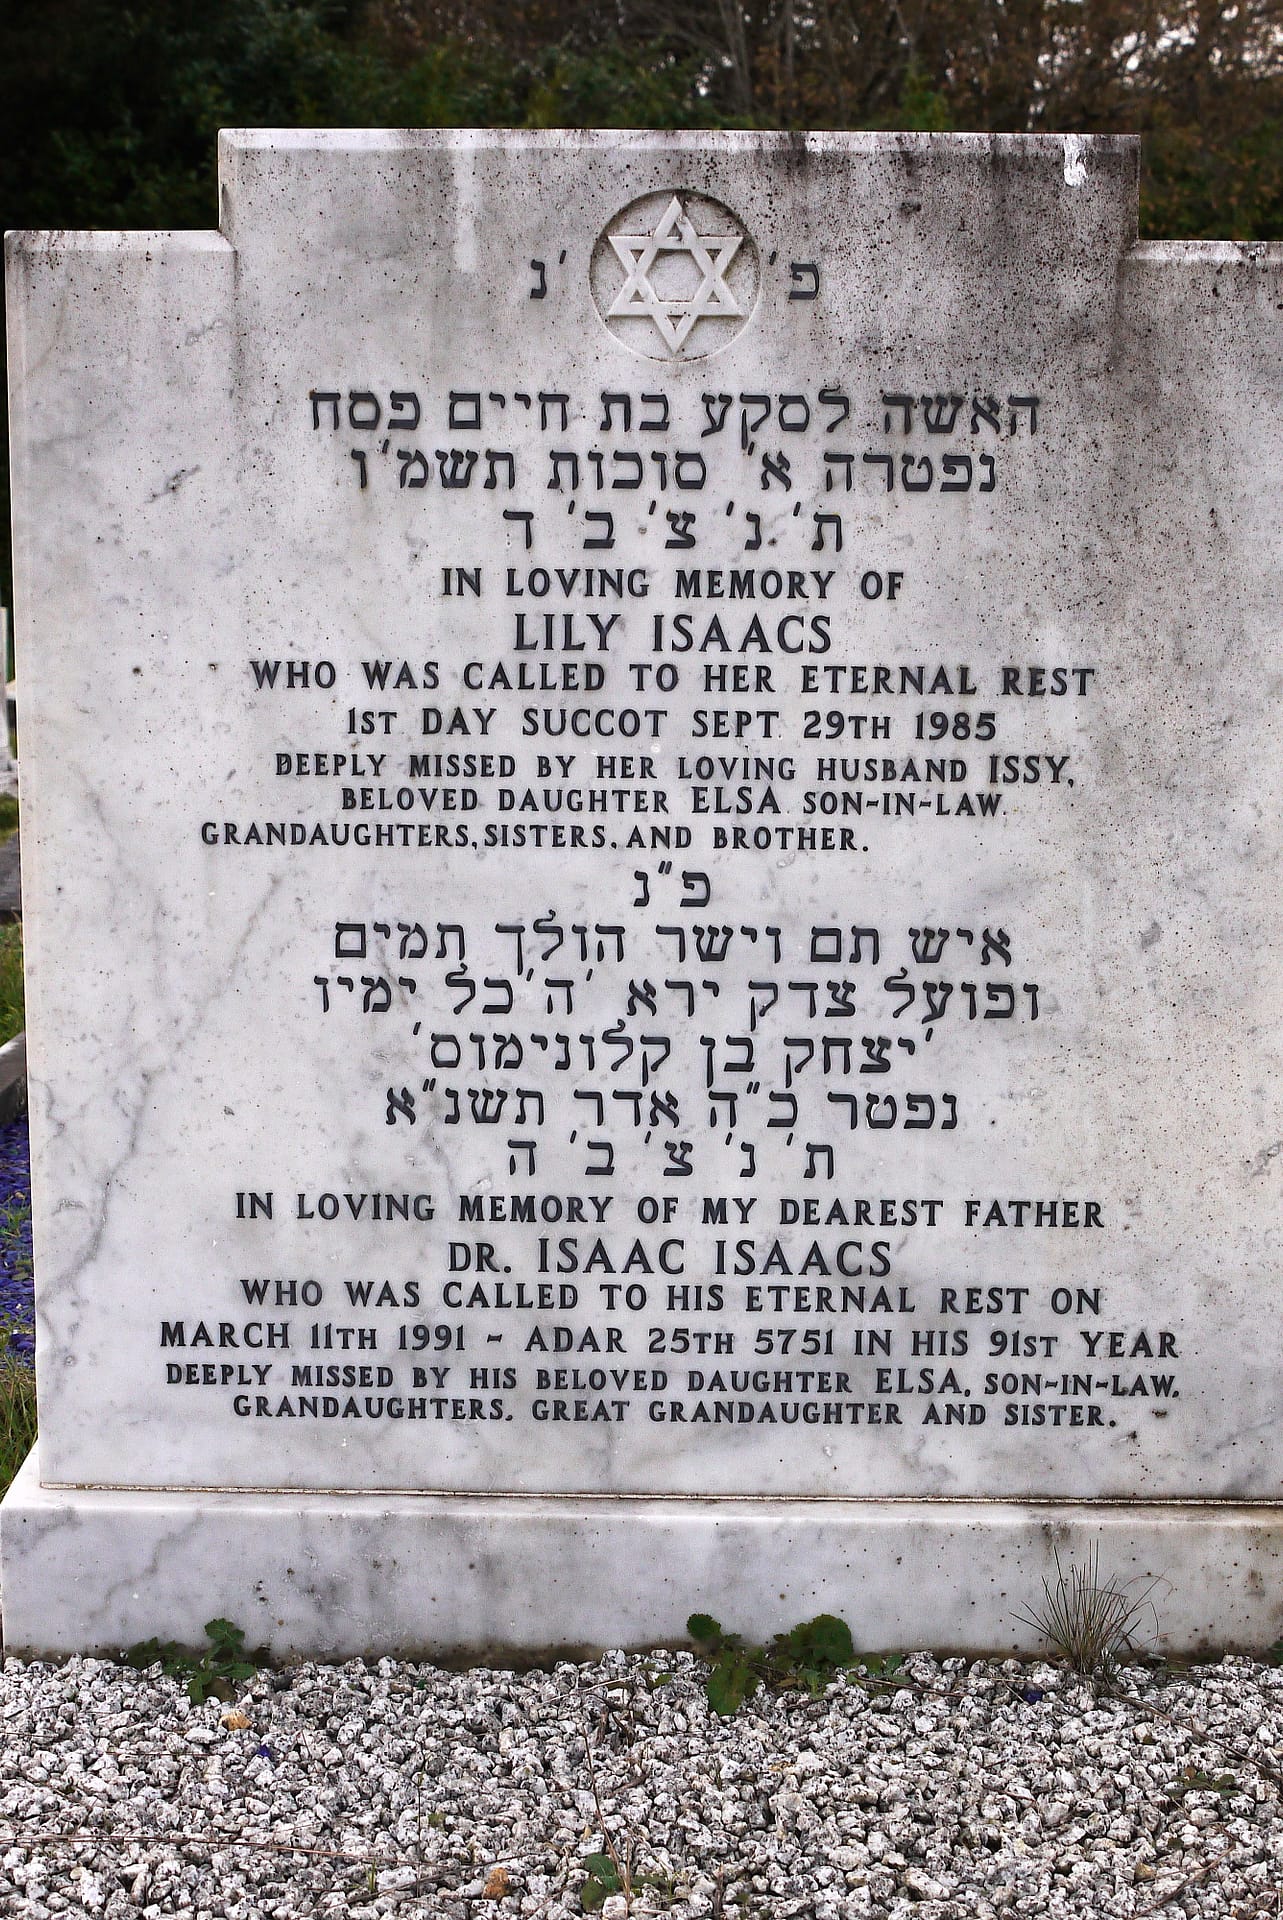 פ' נ'
האשה לסקע בת חיים פסח
נפטרה א' סוכות תשמ'ו
ת' נ' צ' ב' ד
IN LOVING MEMORY OF
LILY ISAACS
WHO WAS CALLED TO HER ETERNAL REST
1ST DAY SUCCOT SEPT. 29TH 1985
DEEPLY MISSED BY HER LOVING HUSBAND ISSY,
BELOVED DAUGHTER ELSA SON-IN-LAW.
GRANDAUGHTERS, SISTERS, AND BROTHER.
פ"נ
איש תם וישר הולך תמים
ופועל צדק ירא 'ה'כל ימיו
'יצחק בן קלונימוס'
נפטר כ"ה אדר תשנ"א
ת' נ' צ' ב' ה
IN LOVING MEMORY OF MY DEAREST FATHER
DR. ISAAC ISAACS
WHO WAS CALLED TO HIS ETERNAL REST ON
MARCH 11TH 1991 - ADAR 25TH 5751 IN HIS 91ST YEAR
DEEPLY MISSED BY HIS BELOVED DAUGHTER ELSA, SON-IN-LAW,
GRANDAUGHTERS, GREAT GRANDAUGHTER AND SISTER.